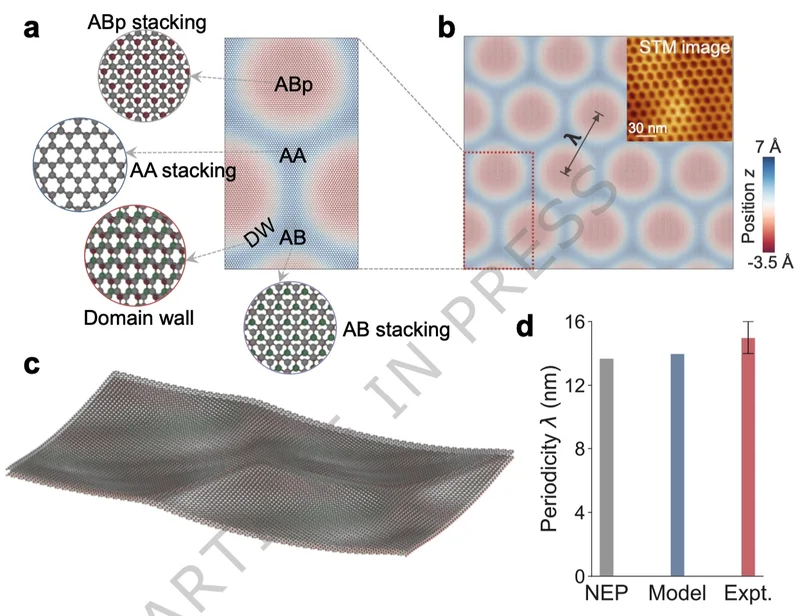 a
ABp stacking
ABp
AA
AA stacking
DW
AB
Domain wall
AB stacking
b
STM image
30 nm
λ
7 Å
Position z
-3.5 Å
c
d
Periodicity λ (nm)
16
12
8
4
0
NEP
Model
Expt.
ARTICLE IN PRESS